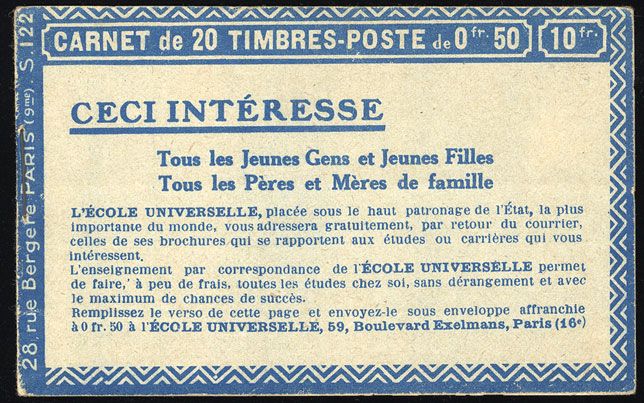 CARNET de 20 TIMBRES-POSTE de 0 fr. 50
10 fr.
28, rue Bergère PARIS (9me). S. 122
CECI INTÉRESSE
Tous les Jeunes Gens et Jeunes Filles
Tous les Pères et Mères de famille
L'ÉCOLE UNIVERSELLE, placée sous le haut patronage de l'État, la plus
importante du monde, vous adressera gratuitement, par retour du courrier,
celles de ses brochures qui se rapportent aux études ou carrières qui vous
intéressent.
L'enseignement par correspondance de l'ÉCOLE UNIVERSELLE permet
de faire, à peu de frais, toutes les études chez soi, sans dérangement et avec
le maximum de chances de succès.
Remplissez le verso de cette page et envoyez-le sous enveloppe affranchie
à 0 fr. 50 à l'ÉCOLE UNIVERSELLE, 59, Boulevard Exelmans, Paris (16e)